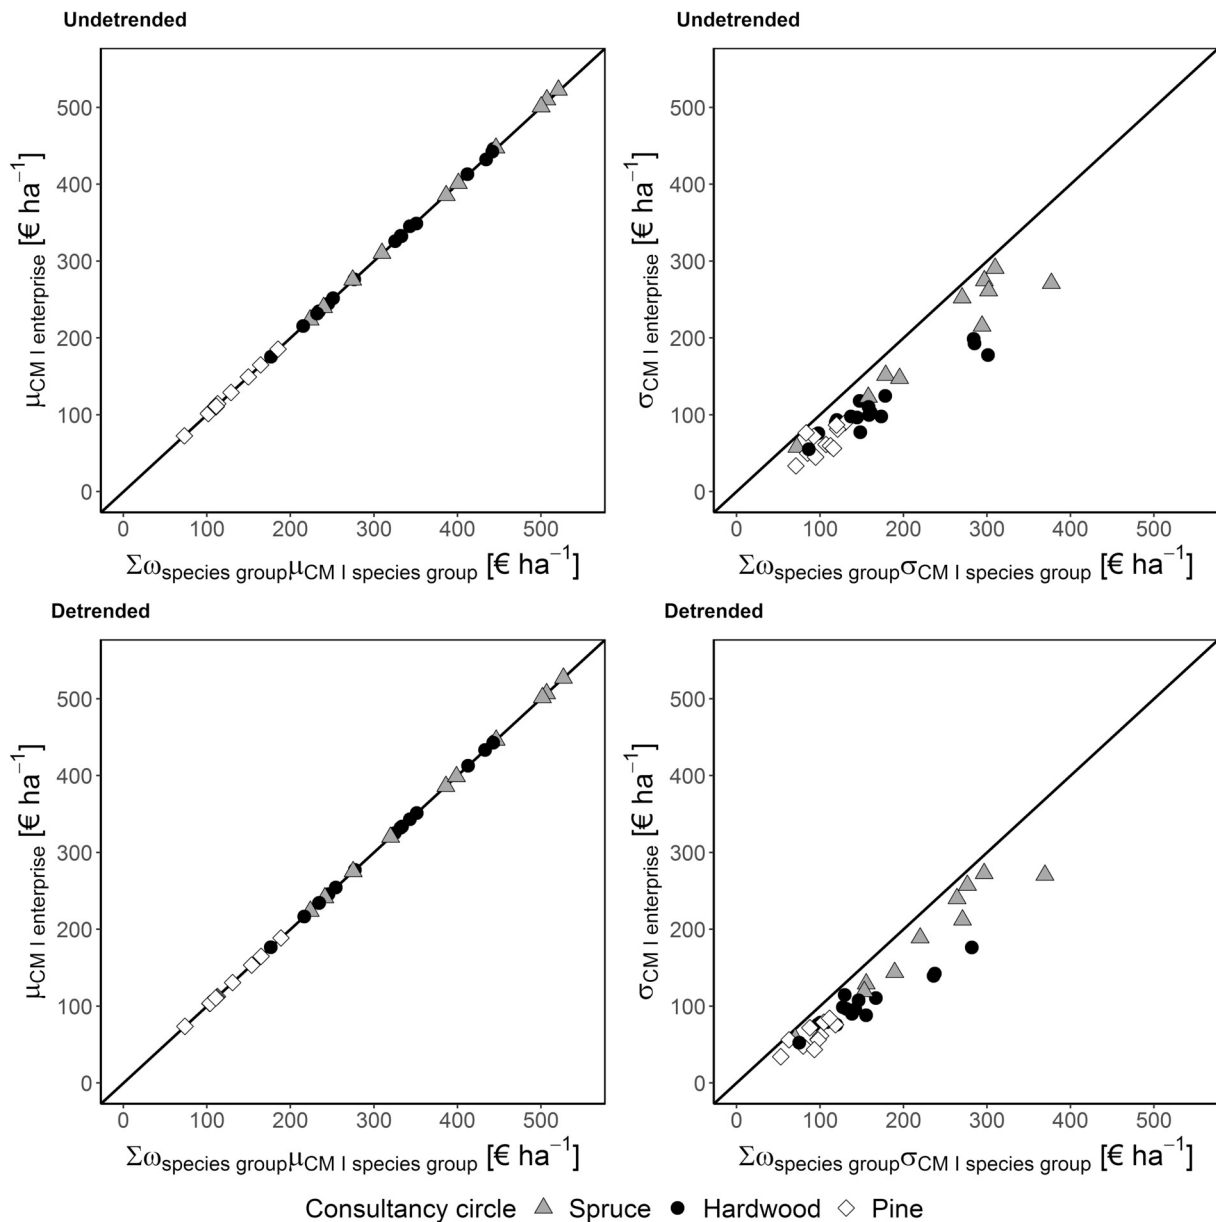 Undetrended
Undetrended
500
400
300
200
100
0
μCM I enterprise [€ ha−1]
0 100 200 300 400 500
Σωspecies groupμCM I species group [€ ha−1]
500
400
300
200
100
0
σCM I enterprise [€ ha−1]
0 100 200 300 400 500
Σωspecies groupσCM I species group [€ ha−1]
Detrended
Detrended
500
400
300
200
100
0
μCM I enterprise [€ ha−1]
0 100 200 300 400 500
Σωspecies groupμCM I species group [€ ha−1]
500
400
300
200
100
0
σCM I enterprise [€ ha−1]
0 100 200 300 400 500
Σωspecies groupσCM I species group [€ ha−1]
Consultancy circle Spruce Hardwood Pine